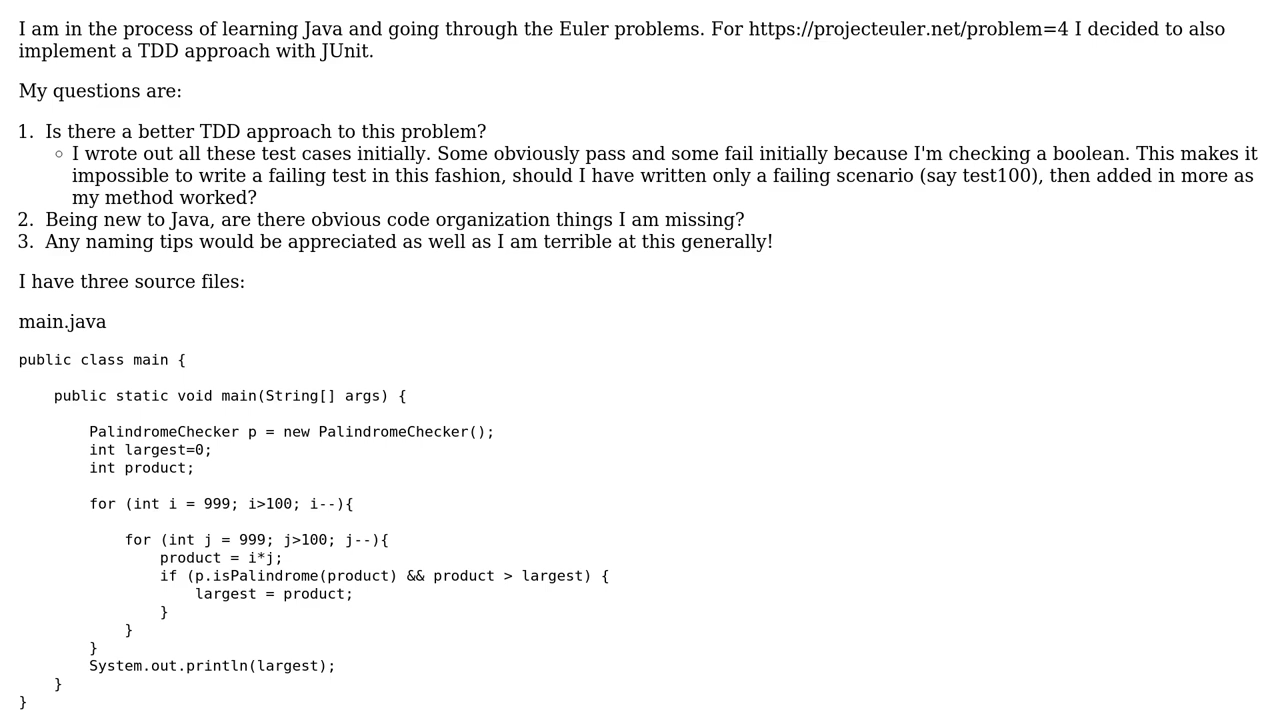 I am in the process of learning Java and going through the Euler problems. For https://projecteuler.net/problem=4 I decided to also
implement a TDD approach with JUnit.
My questions are:
1. Is there a better TDD approach to this problem?
◦ I wrote out all these test cases initially. Some obviously pass and some fail initially because I'm checking a boolean. This makes it
impossible to write a failing test in this fashion, should I have written only a failing scenario (say test100), then added in more as
my method worked?
2. Being new to Java, are there obvious code organization things I am missing?
3. Any naming tips would be appreciated as well as I am terrible at this generally!
I have three source files:
main.java
public class main {
    public static void main(String[] args) {
        PalindromeChecker p = new PalindromeChecker();
        int largest=0;
        int product;
        for (int i = 999; i>100; i--){
            for (int j = 999; j>100; j--){
                product = i*j;
                if (p.isPalindrome(product) && product > largest) {
                    largest = product;
                }
            }
        }
        System.out.println(largest);
    }
}